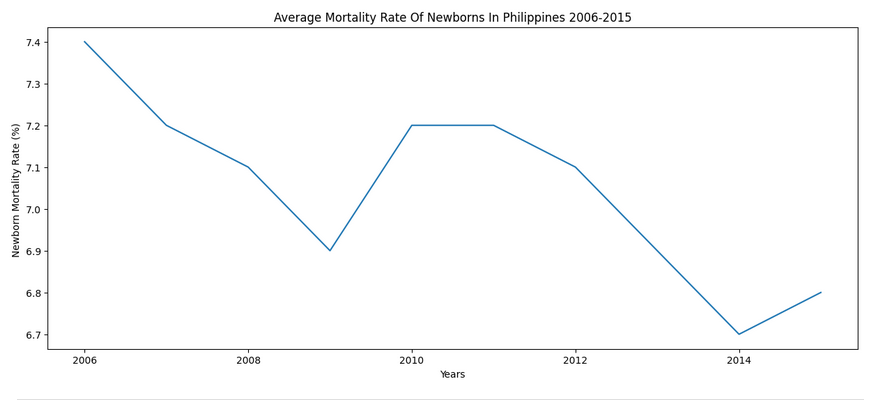 Average Mortality Rate Of Newborns In Philippines 2006-2015
7.4
7.3
7.2
7.1
7.0
6.9
6.8
6.7
Newborn Mortality Rate (%)
2006 2008 2010 2012 2014
Years